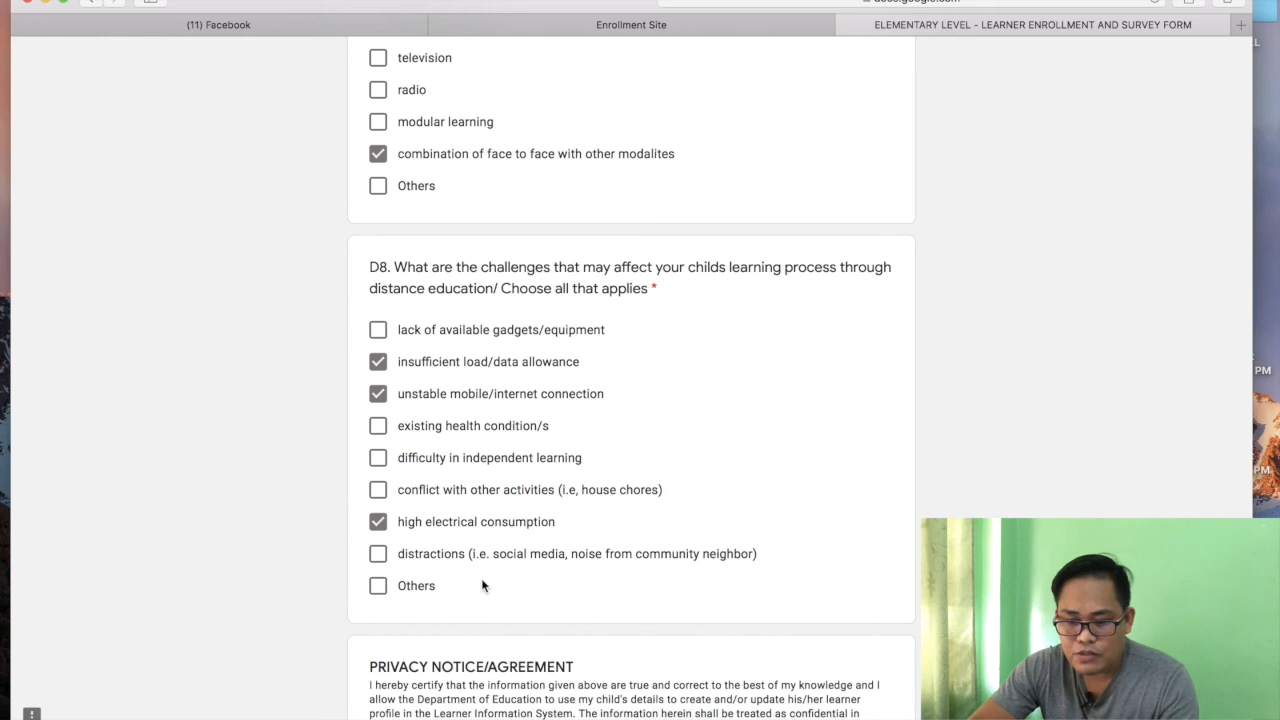 (11) Facebook
Enrollment Site
ELEMENTARY LEVEL - LEARNER ENROLLMENT AND SURVEY FORM
television
radio
modular learning
combination of face to face with other modalites
Others
D8. What are the challenges that may affect your childs learning process through
distance education/ Choose all that applies *
lack of available gadgets/equipment
insufficient load/data allowance
unstable mobile/internet connection
existing health condition/s
difficulty in independent learning
conflict with other activities (i.e, house chores)
high electrical consumption
distractions (i.e. social media, noise from community neighbor)
Others
PRIVACY NOTICE/AGREEMENT
I hereby certify that the information given above are true and correct to the best of my knowledge and I
allow the Department of Education to use my child's details to create and/or update his/her learner
profile in the Learner Information System. The information herein shall be treated as confidential in
PM
PM